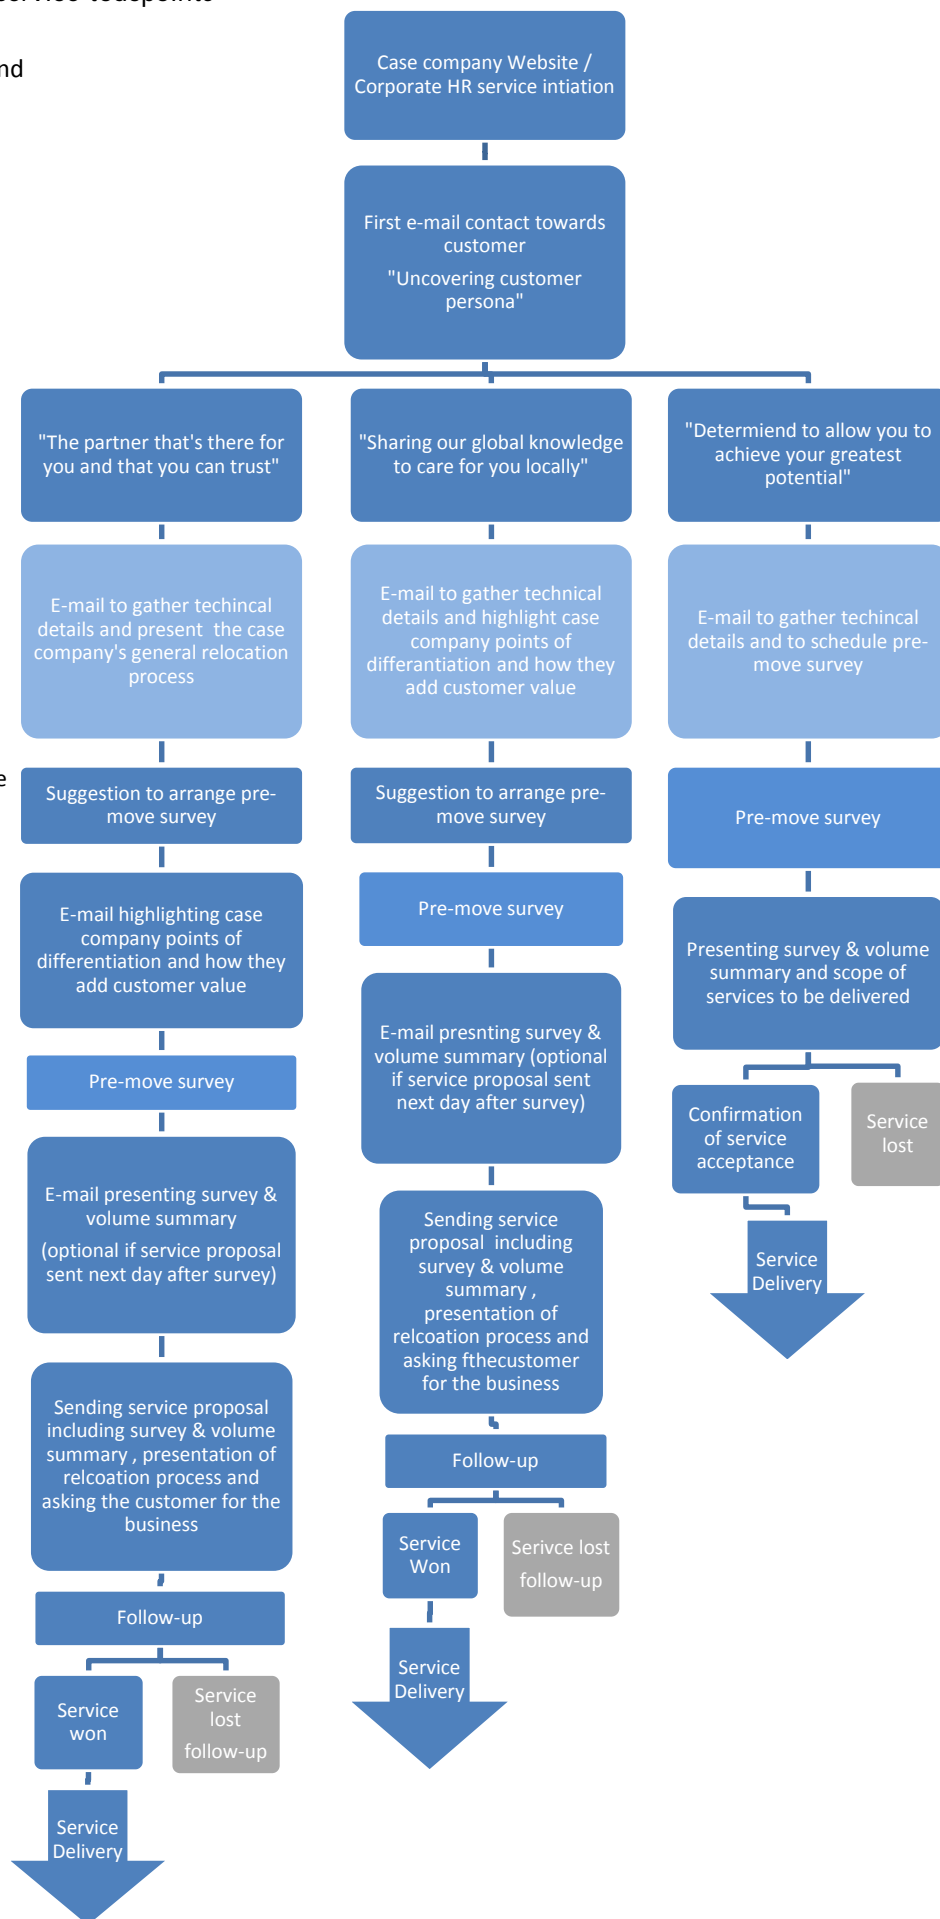 nd
Case company Website /
Corporate HR service intiation
First e-mail contact towards
customer
"Uncovering customer
persona"
"The partner that's there for
you and that you can trust"
"Sharing our global knowledge
to care for you locally"
"Determiend to allow you to
achieve your greatest
potential"
E-mail to gather techincal
details and present the case
company's general relocation
process
E-mail to gather technical
details and highlight case
company points of
differantiation and how they
add customer value
E-mail to gather techincal
details and to schedule pre-
move survey
e
Suggestion to arrange pre-
move survey
Suggestion to arrange pre-
move survey
Pre-move survey
E-mail highlighting case
company points of
differentiation and how they
add customer value
Pre-move survey
Presenting survey & volume
summary and scope of
services to be delivered
Pre-move survey
E-mail presnting survey &
volume summary (optional
if service proposal sent
next day after survey)
Confirmation
of service
acceptance
Service
lost
E-mail presenting survey &
volume summary
(optional if service proposal
sent next day after survey)
Sending service
proposal including
survey & volume
summary ,
presentation of
relcoation process and
asking fthecustomer
for the business
Service
Delivery
Sending service proposal
including survey & volume
summary , presentation of
relcoation process and
asking the customer for the
business
Follow-up
Service
Won
Serivce lost
follow-up
Follow-up
Service
Delivery
Service
won
Service
lost
follow-up
Service
Delivery